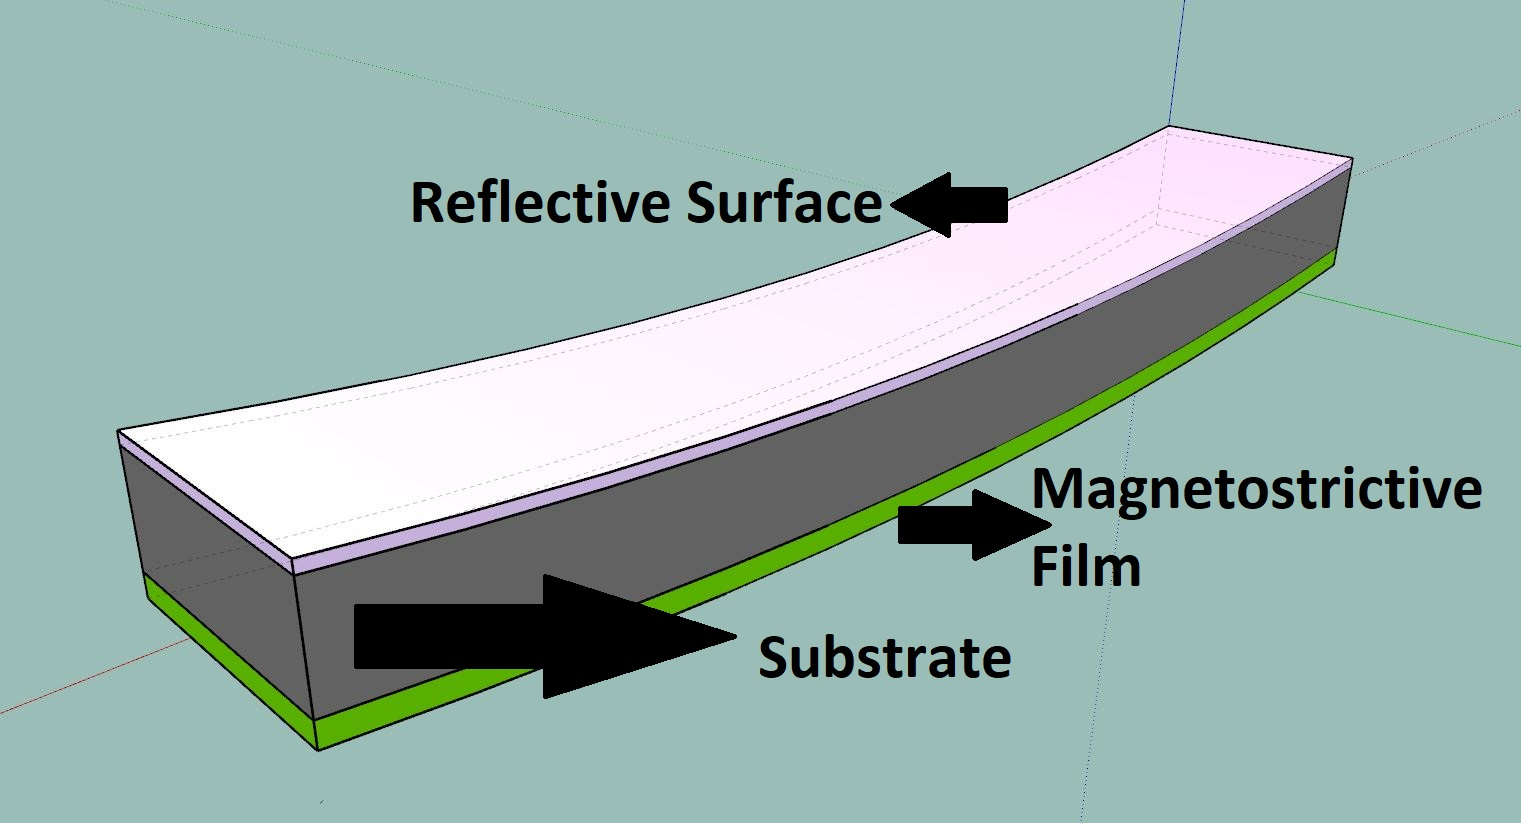 Reflective Surface
Magnetostrictive
Film
Substrate